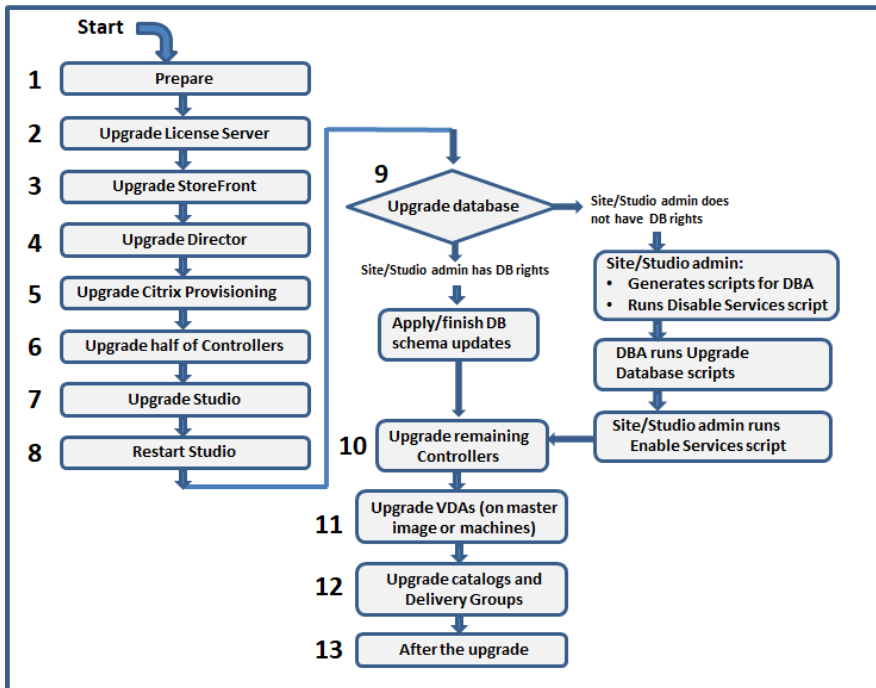 Start
1
Prepare
2
Upgrade License Server
3
Upgrade StoreFront
4
Upgrade Director
5
Upgrade Citrix Provisioning
6
Upgrade half of Controllers
7
Upgrade Studio
8
Restart Studio
9
Upgrade database
Site/Studio admin has DB rights
Apply/finish DB
schema updates
Site/Studio admin does
not have DB rights
Site/Studio admin:
• Generates scripts for DBA
• Runs Disable Services script
DBA runs Upgrade
Database scripts
Site/Studio admin runs
Enable Services script
10
Upgrade remaining
Controllers
11
Upgrade VDAs (on master
image or machines)
12
Upgrade catalogs and
Delivery Groups
13
After the upgrade